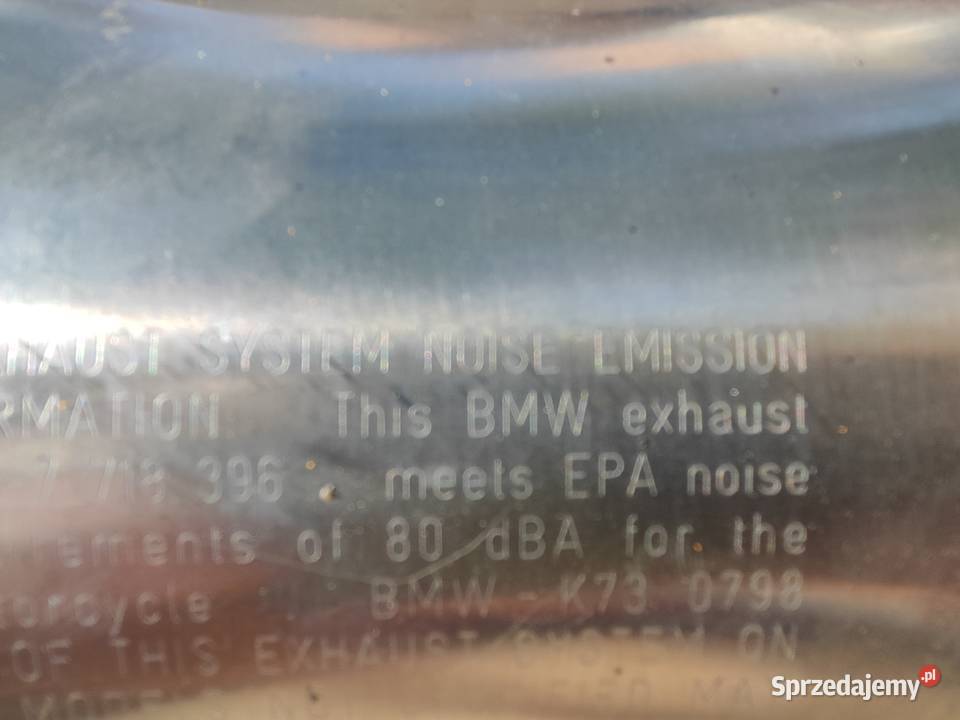 HAUST SYSTEM NOISE EMISSION
RMATION This BMW exhaust
7 718 396 meets EPA noise
rements of 80 dBA for the
orcycle BMW - K73 0798
OF THIS EXHAUST SYSTEM ON
Sprzedajemy.pl